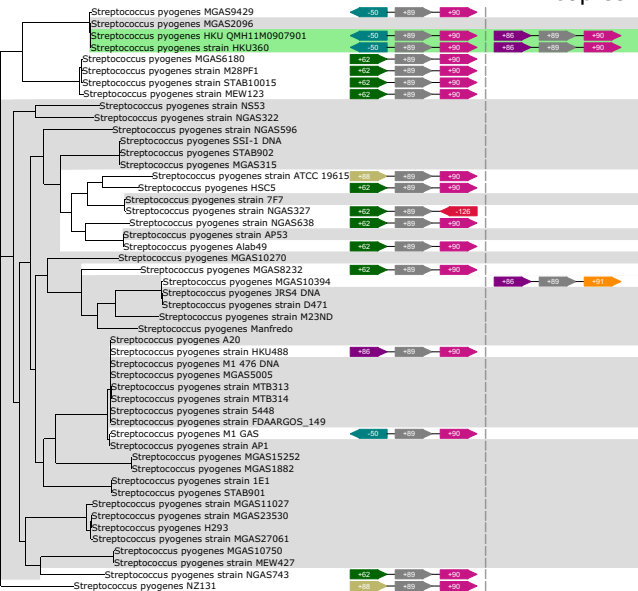 Streptococcus pyogenes MGAS9429 -50 +89 +90
Streptococcus pyogenes MGAS2096
Streptococcus pyogenes HKU QMH11M0907901 -50 +89 +90 +86 +89 +90
Streptococcus pyogenes strain HKU360 -50 +89 +90 +86 +89 +90
Streptococcus pyogenes MGAS6180 +62 +89 +90
Streptococcus pyogenes strain M28PF1 +62 +89 +90
Streptococcus pyogenes STAB10015 +62 +89 +90
Streptococcus pyogenes strain MEW123 +62 +89 +90
Streptococcus pyogenes strain NS53
Streptococcus pyogenes strain NGAS322
Streptococcus pyogenes strain NGAS596
Streptococcus pyogenes SSI-1 DNA
Streptococcus pyogenes STAB902
Streptococcus pyogenes MGAS315
Streptococcus pyogenes strain ATCC 19615 +88 +89 +90
Streptococcus pyogenes HSC5 +62 +89 +90
Streptococcus pyogenes strain 7F7
Streptococcus pyogenes strain NGAS327 +62 +89 -126
Streptococcus pyogenes strain NGAS638 +62 +89 +90
Streptococcus pyogenes strain AP53
Streptococcus pyogenes Alab49 +62 +89 +90
Streptococcus pyogenes MGAS10270
Streptococcus pyogenes MGAS8232 +62 +89 +90
Streptococcus pyogenes MGAS10394 +86 +89 +91
Streptococcus pyogenes JRS4 DNA
Streptococcus pyogenes strain D471
Streptococcus pyogenes strain M23ND
Streptococcus pyogenes Manfredo
Streptococcus pyogenes A20
Streptococcus pyogenes strain HKU488 +86 +89 +90
Streptococcus pyogenes M1 476 DNA
Streptococcus pyogenes MGAS5005
Streptococcus pyogenes strain MTB313
Streptococcus pyogenes strain MTB314
Streptococcus pyogenes strain 5448
Streptococcus pyogenes strain FDAARGOS_149
Streptococcus pyogenes M1 GAS -50 +89 +90
Streptococcus pyogenes strain AP1
Streptococcus pyogenes MGAS15252
Streptococcus pyogenes MGAS1882
Streptococcus pyogenes strain 1E1
Streptococcus pyogenes STAB901
Streptococcus pyogenes MGAS11027
Streptococcus pyogenes strain MGAS23530
Streptococcus pyogenes H293
Streptococcus pyogenes strain MGAS27061
Streptococcus pyogenes MGAS10750
Streptococcus pyogenes strain MEW427
Streptococcus pyogenes strain NGAS743 +62 +89 +90
Streptococcus pyogenes NZ131 +88 +89 +90